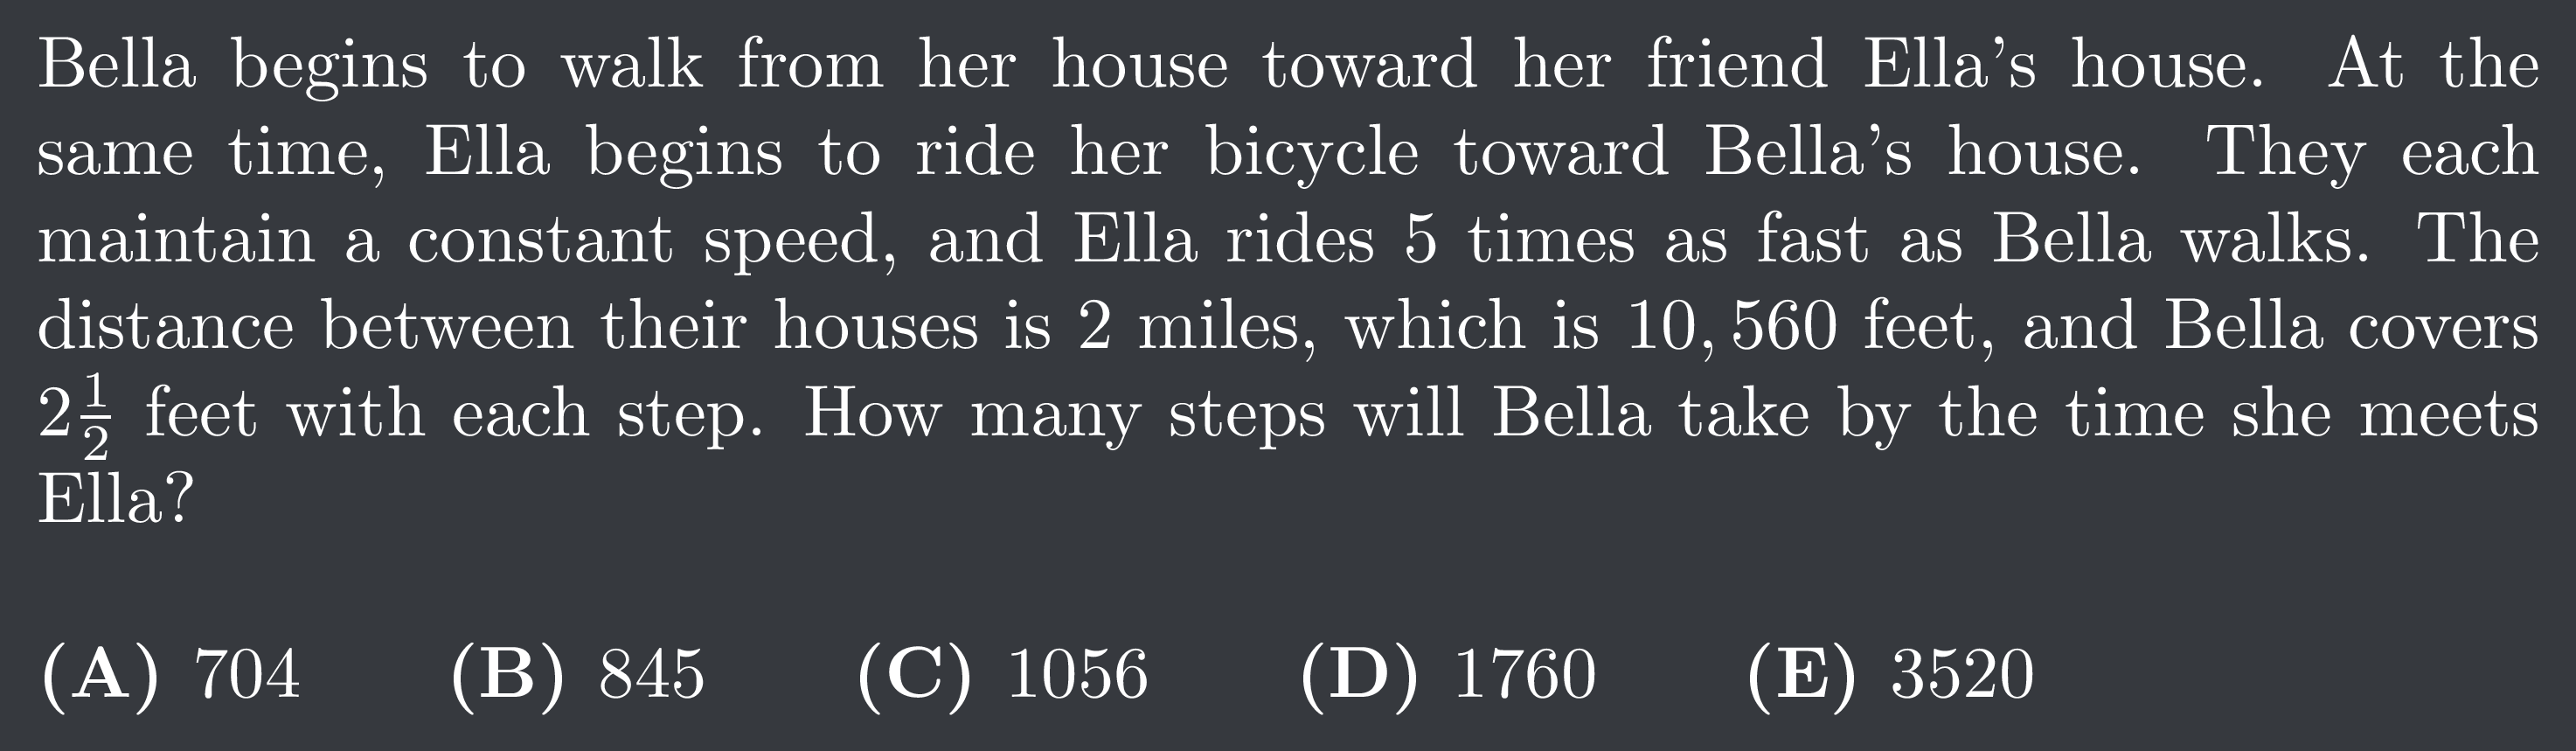 Bella begins to walk from her house toward her friend Ella's house. At the
same time, Ella begins to ride her bicycle toward Bella's house. They each
maintain a constant speed, and Ella rides 5 times as fast as Bella walks. The
distance between their houses is 2 miles, which is 10, 560 feet, and Bella covers
2 1/2 feet with each step. How many steps will Bella take by the time she meets
Ella?
(A) 704 (B) 845 (C) 1056 (D) 1760 (E) 3520